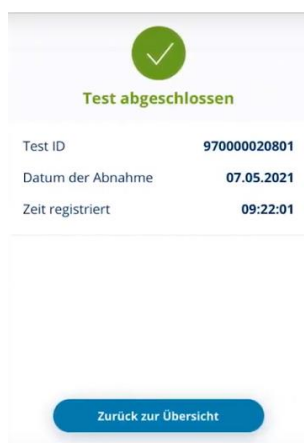 Test abgeschlossen
Test ID 970000020801
Datum der Abnahme 07.05.2021
Zeit registriert 09:22:01
Zurück zur Übersicht